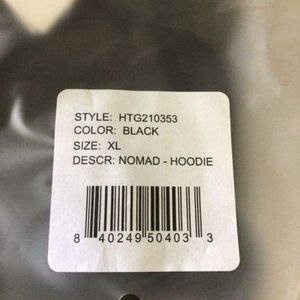 STYLE: HTG210353
COLOR: BLACK
SIZE: XL
DESCR: NOMAD - HOODIE
8 40249 50403 3